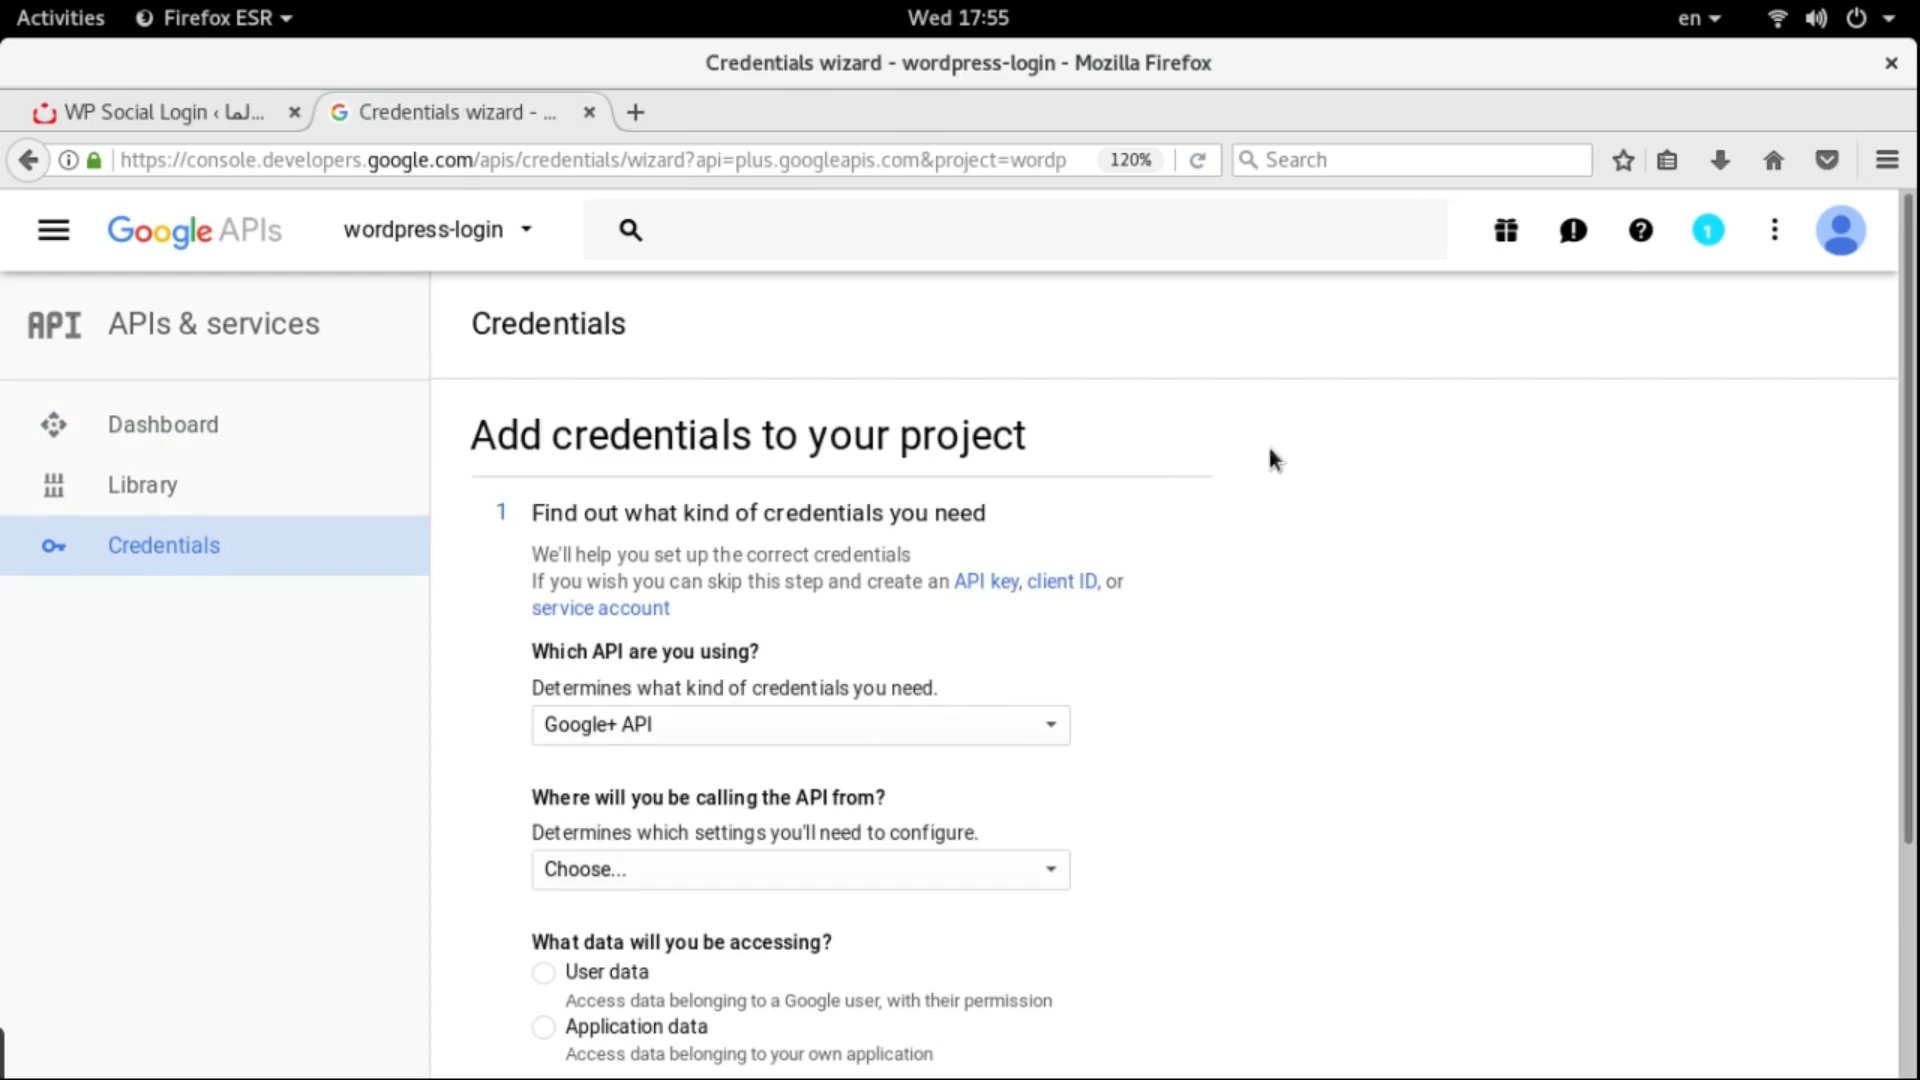 Activities Firefox ESR Wed 17:55 en
Credentials wizard - wordpress-login - Mozilla Firefox
WP Social Login ‹ لما... Credentials wizard - ...
https://console.developers.google.com/apis/credentials/wizard?api=plus.googleapis.com&project=wordp 120% Search
Google APIs wordpress-login 1
API APIs & services Credentials
Dashboard
Library
Credentials
Add credentials to your project
1 Find out what kind of credentials you need
We'll help you set up the correct credentials
If you wish you can skip this step and create an API key, client ID, or
service account
Which API are you using?
Determines what kind of credentials you need.
Google+ API
Where will you be calling the API from?
Determines which settings you'll need to configure.
Choose...
What data will you be accessing?
User data
Access data belonging to a Google user, with their permission
Application data
Access data belonging to your own application